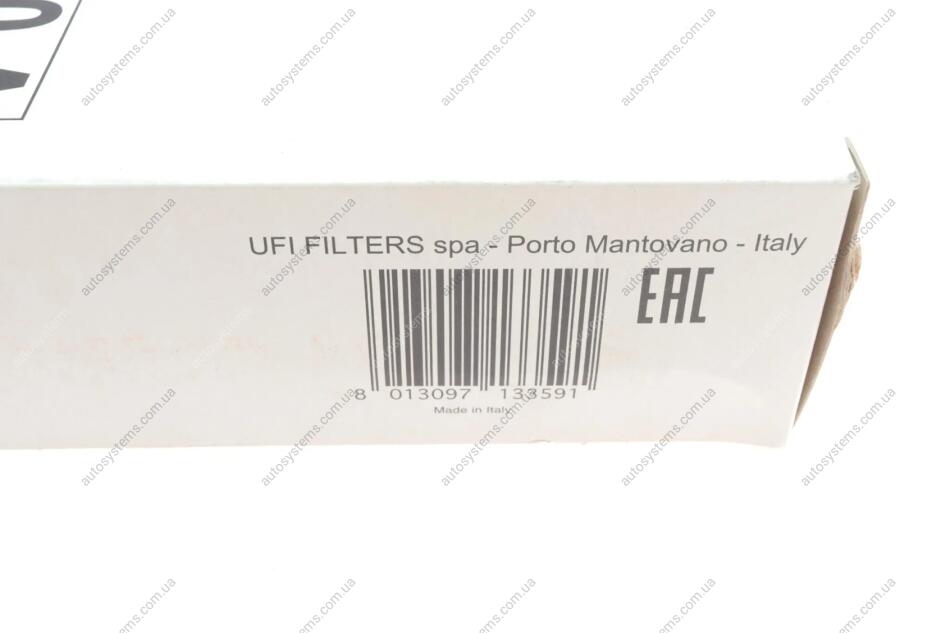 UFI FILTERS spa - Porto Mantovano - Italy
EAC
8 013097 133591
Made in Italy
autosystems.com.ua